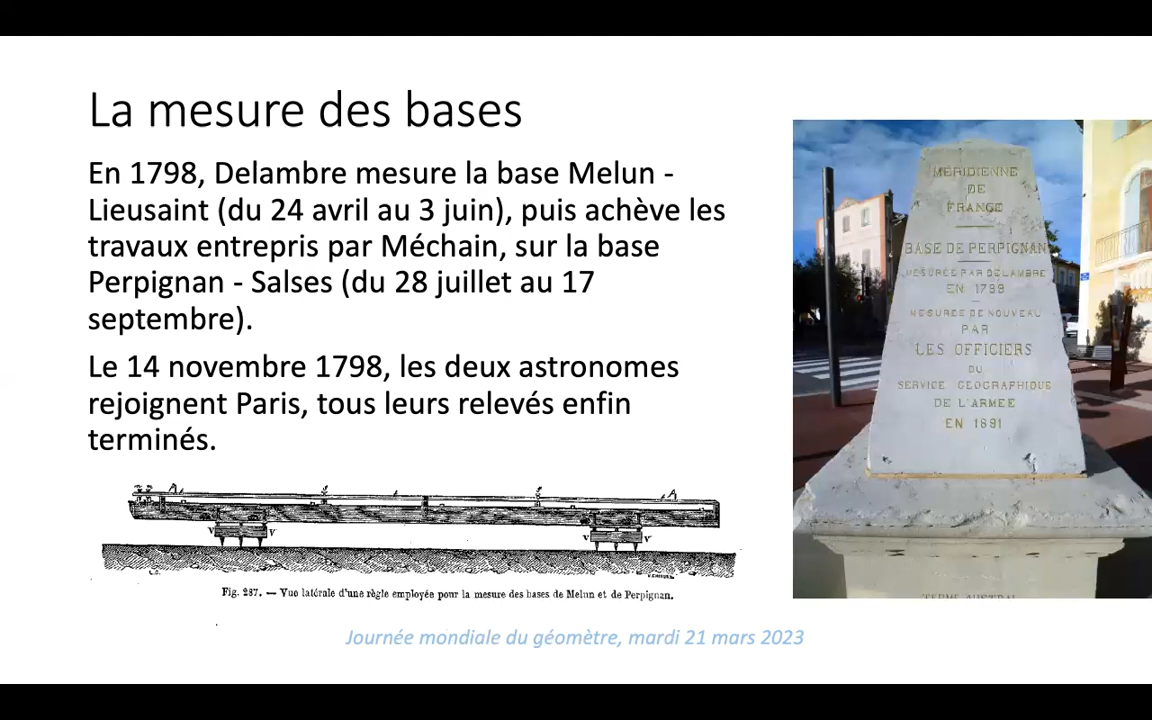 La mesure des bases
En 1798, Delambre mesure la base Melun -
Lieusaint (du 24 avril au 3 juin), puis achève les
travaux entrepris par Méchain, sur la base
Perpignan - Salses (du 28 juillet au 17
septembre).
Le 14 novembre 1798, les deux astronomes
rejoignent Paris, tous leurs relevés enfin
terminés.
A
A
V
V
V
V
Fig. 287. — Vue latérale d'une règle employée pour la mesure des bases de Melun et de Perpignan.
MERIDIENNE
DE
FRANCE
BASE DE PERPIGNAN
MESUREE PAR DELAMBRE
EN 1799
MESUREE DE NOUVEAU
PAR
LES OFFICIERS
DU
SERVICE GEOGRAPHIQUE
DE L'ARMEE
EN 1891
TERME AUSTRAL
Journée mondiale du géomètre, mardi 21 mars 2023